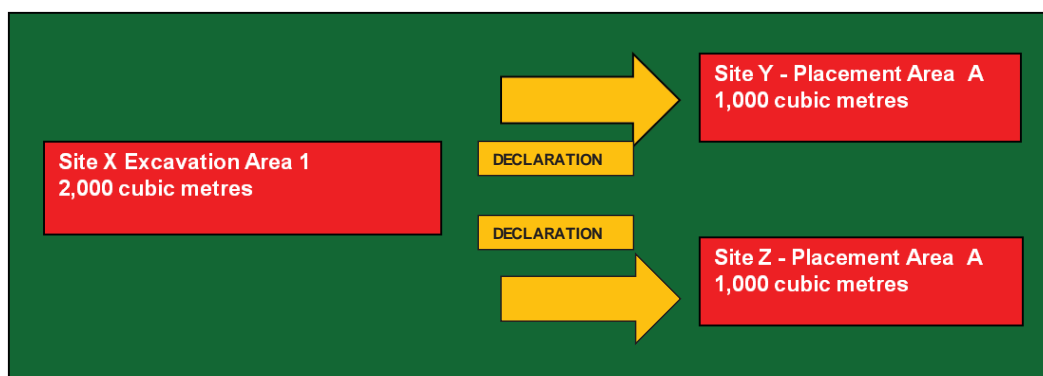 Site X Excavation Area 1
2,000 cubic metres
DECLARATION
DECLARATION
Site Y - Placement Area A
1,000 cubic metres
Site Z - Placement Area A
1,000 cubic metres